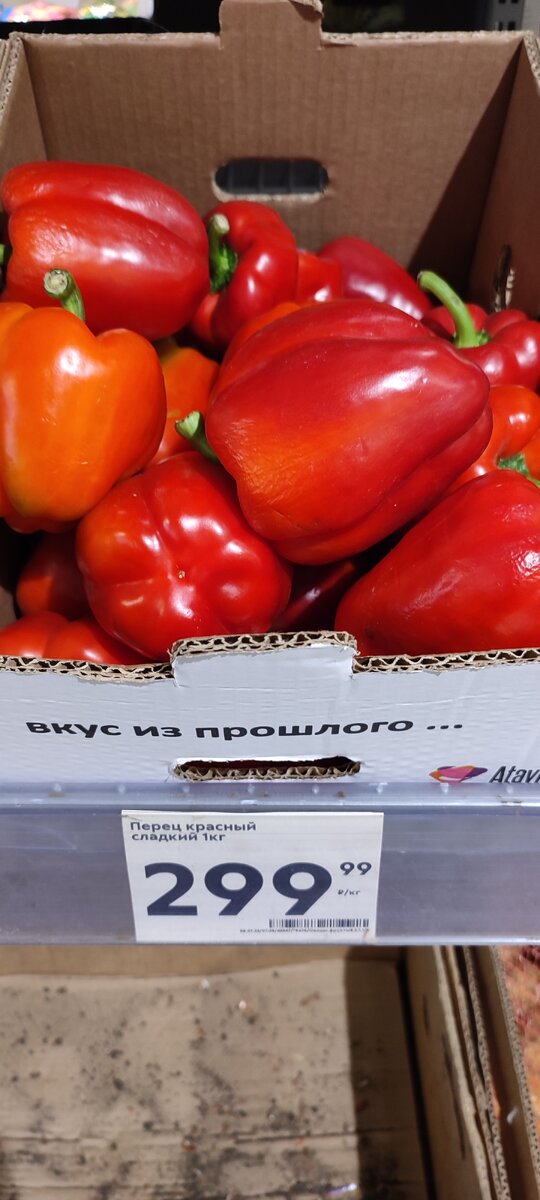 вкус из прошлого ...
Atavi
Перец красный
сладкий 1кг
299 99
₽/кг